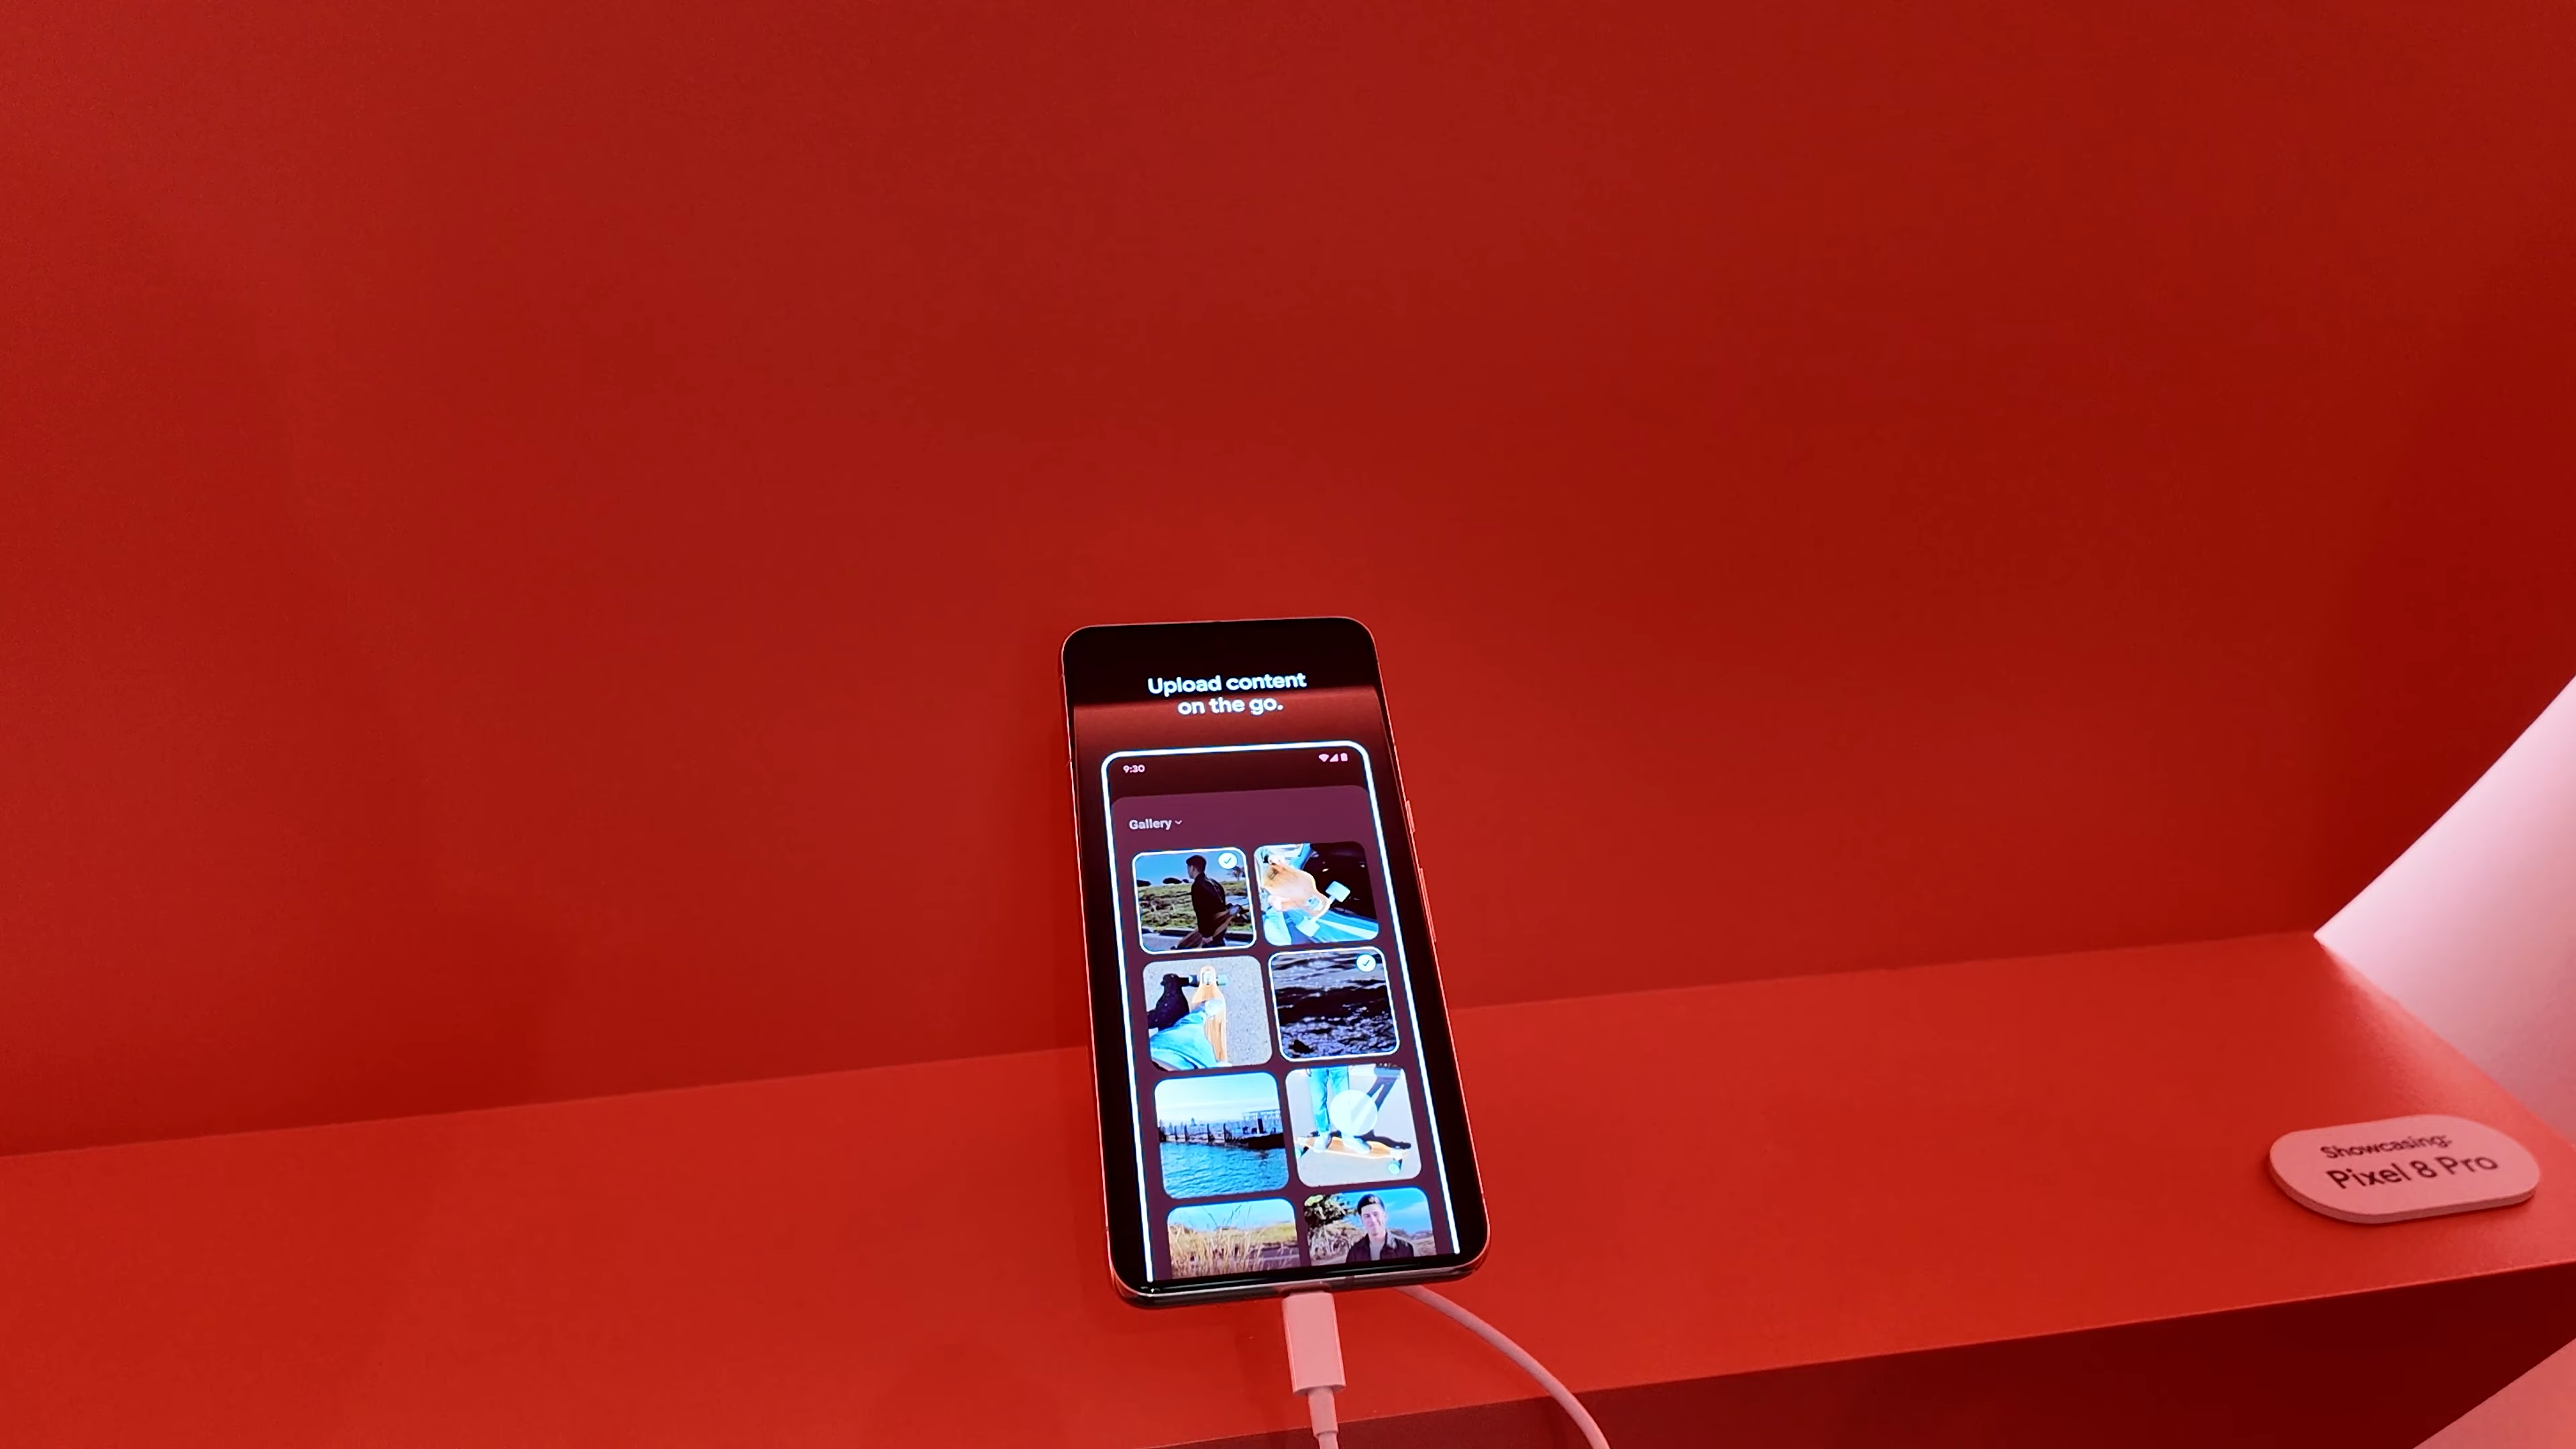 Upload content
on the go.
9:30
Gallery
Showcasing:
Pixel 8 Pro